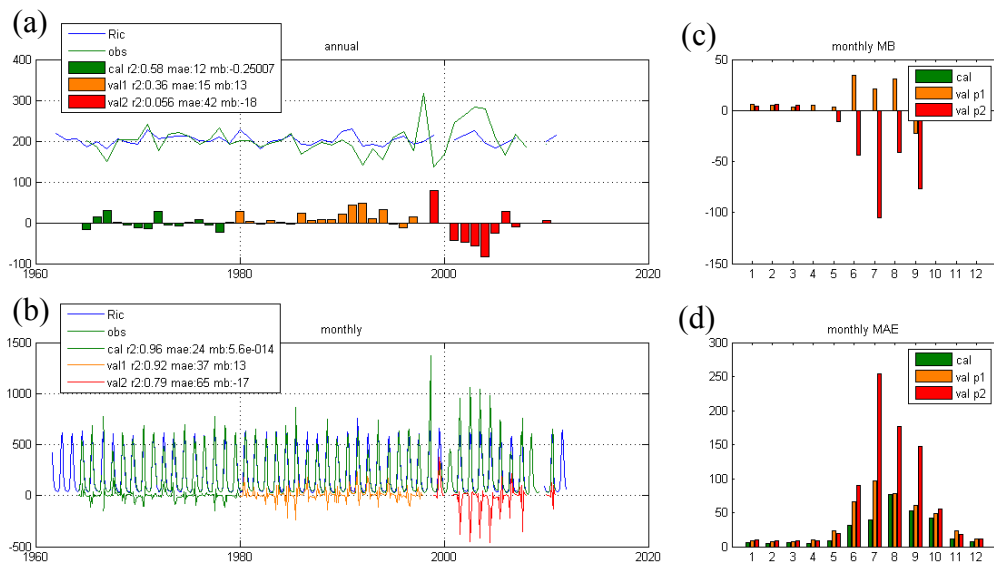 (a)
annual
Ric
obs
cal r2:0.58 mae:12 mb:-0.25007
val1 r2:0.36 mae:15 mb:13
val2 r2:0.056 mae:42 mb:-18
400
300
200
100
0
-100
1960
1980
2000
2020
(c)
monthly MB
cal
val p1
val p2
50
0
-50
-100
-150
1 2 3 4 5 6 7 8 9 10 11 12
(b)
monthly
Ric
obs
cal r2:0.96 mae:24 mb:5.6e-014
val1 r2:0.92 mae:37 mb:13
val2 r2:0.79 mae:65 mb:-17
1500
1000
500
0
-500
1960
1980
2000
2020
(d)
monthly MAE
cal
val p1
val p2
300
250
200
150
100
50
0
1 2 3 4 5 6 7 8 9 10 11 12